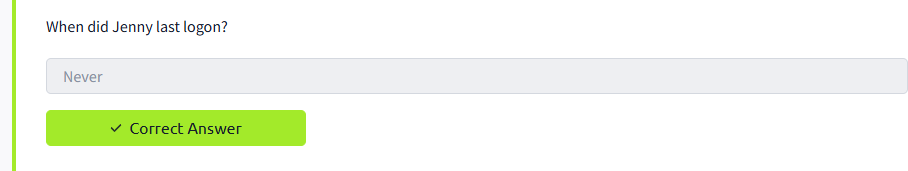 When did Jenny last logon?
Never
✓ Correct Answer